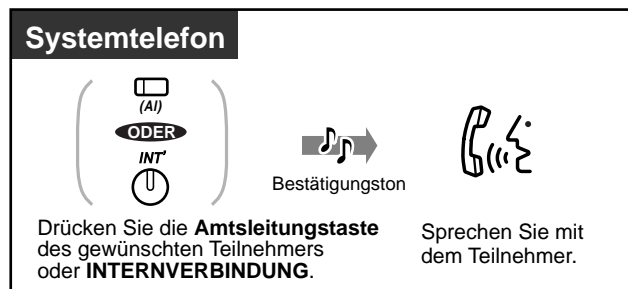 Systemtelefon
(AI)
ODER
INT'
Bestätigungston
Drücken Sie die Amtsleitungstaste
des gewünschten Teilnehmers
oder INTERNVERBINDUNG.
Sprechen Sie mit
dem Teilnehmer.